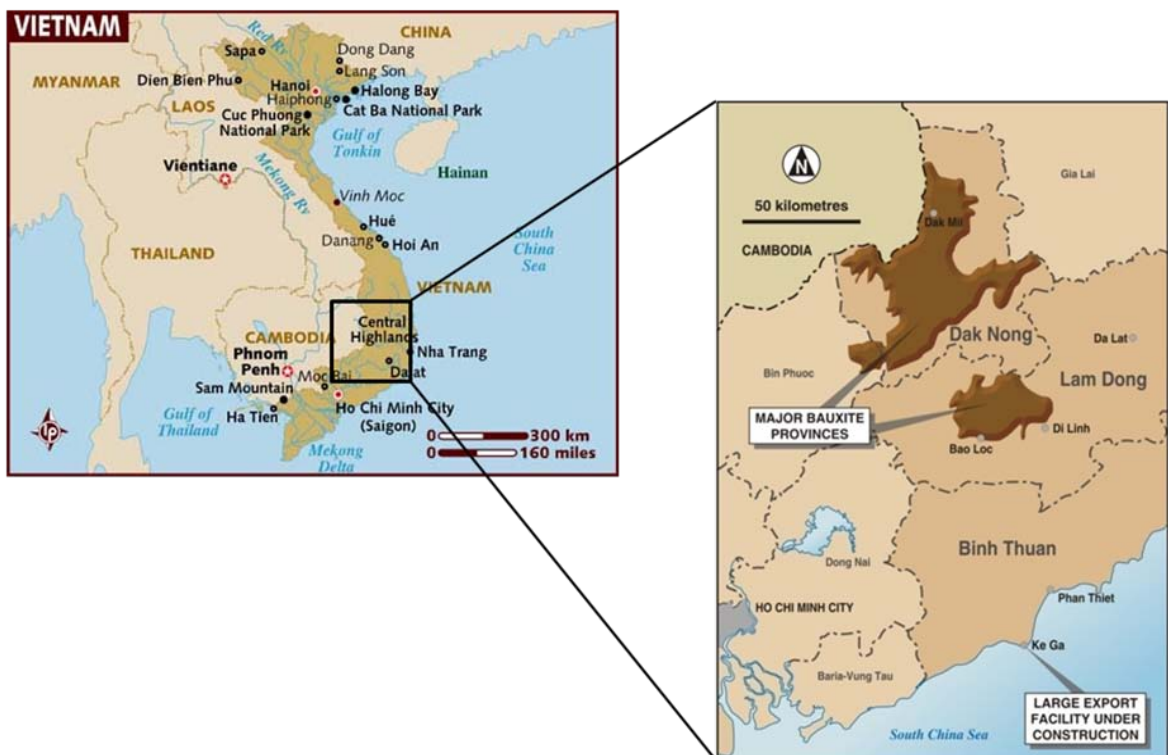 VIETNAM
CHINA
MYANMAR
Sapa
Red Rv
Dong Dang
Lang Son
Dien Bien Phu
Hanoi
Haiphong
Halong Bay
Cat Ba National Park
LAOS
Cuc Phuong
National Park
Gulf of
Tonkin
Vientiane
Mekong Rv
Hainan
Vinh Moc
Hué
Danang
Hoi An
South
China
Sea
THAILAND
VIETNAM
CAMBODIA
Central
Highlands
Phnom
Penh
Nha Trang
Moc Bai
Dalat
Sam Mountain
Ha Tien
Ho Chi Minh City
(Saigon)
Gulf of
Thailand
Mekong
Delta
0 300 km
0 160 miles
lp
N
50 kilometres
CAMBODIA
Gia Lai
Dak Mil
Dak Nong
Da Lat
Bin Phuoc
Lam Dong
MAJOR BAUXITE
PROVINCES
Di Linh
Bao Loc
Binh Thuan
Dong Nai
HO CHI MINH CITY
Phan Thiet
Ke Ga
Baria-Vung Tau
LARGE EXPORT
FACILITY UNDER
CONSTRUCTION
South China Sea